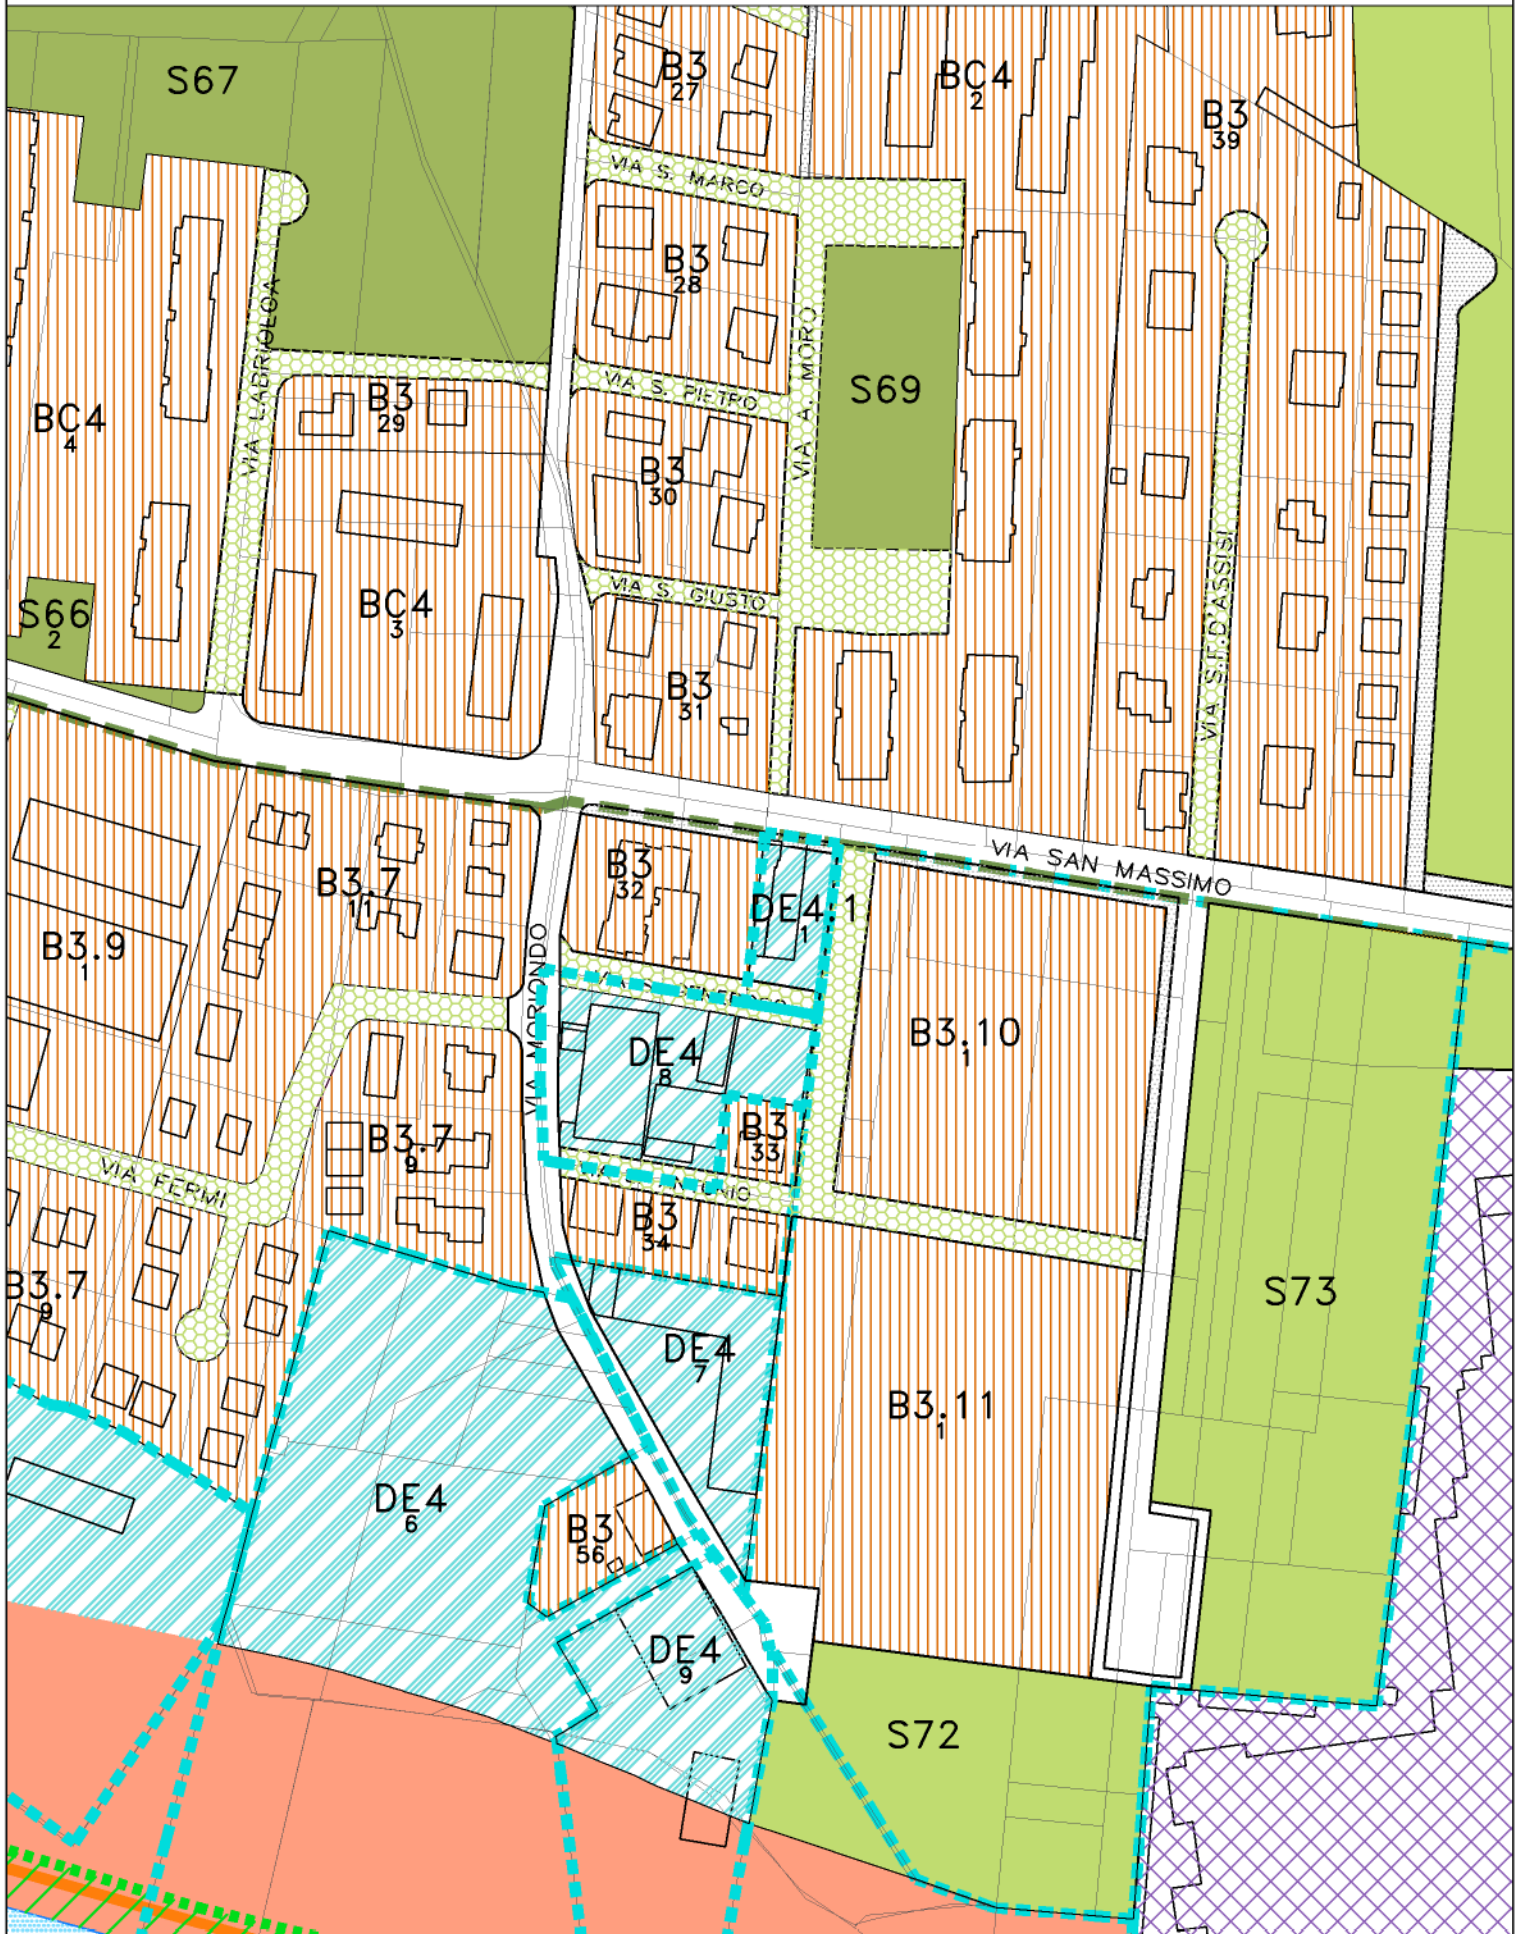 S67
B3
27
BC4
2
B3
39
VIA S. MARCO
B3
28
VIA LABRIOLOA
VIA A. MORO
S69
VIA S. PIETRO
B3
29
BC4
4
B3
30
VIA S. GIUSTO
BC4
3
S66
2
B3
31
VIA S.F.D'ASSISI
VIA SAN MASSIMO
B3
32
B3.7
11
DE4.1
1
B3.9
1
VIA MORIONDO
B3.10
1
DE4
8
B3
33
B3.7
9
VIA FERMI
B3
34
B3.7
9
S73
DE4
7
B3.11
1
DE4
6
B3
56
DE4
9
S72